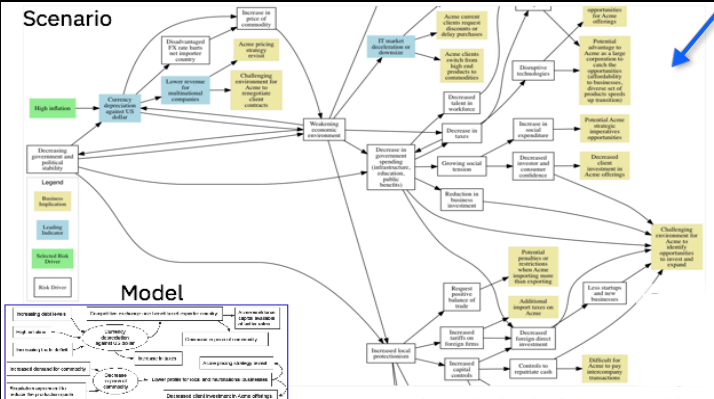 Scenario
Increase in
price of
commodity
Disadvantaged
FX rate hurts
net importer
country
Acme pricing
strategy
revisit
Lower revenue
for
multinational
companies
Challenging
environment for
Acme to
renegotiate
client
contracts
High inflation
Currency
depreciation
against US
dollar
Decreasing
government and
political
stability
Weakening
economic
environment
IT market
deceleration or
downsize
Acme current
clients request
discounts or
delay purchases
Acme clients
switch from
high end
products to
commodities
opportunities
for Acme
offerings
Disruptive
technologies
Potential
advantage to
Acme as a large
corporation to
catch the
opportunities
(affordability
to businesses,
diverse set of
products speeds
up transition)
Decreased
talent in
workforce
Decrease in
taxes
Increase in
social
expenditure
Potential Acme
strategic
imperatives
opportunities
Decrease in
government
spending
(infrastructure,
education,
public
benefits)
Growing social
tension
Decreased
investor and
consumer
confidence
Decreased
client
investment in
Acme offerings
Reduction in
business
investment
Challenging
environment for
Acme to
identify
opportunities
to invest and
expand
Potential
penalties or
restrictions
when Acme
importing more
than exporting
Request
positive
balance of
trade
Additional
import taxes on
Acme
Less startups
and new
businesses
Increased
tariffs on
foreign firms
Decreased
foreign direct
investment
Increased local
protectionism
Increased
capital
controls
Controls to
repatriate cash
Difficult for
Acme to pay
intercompany
transactions
Legend
Business
Implication
Leading
Indicator
Selected Risk
Driver
Risk Driver
Model
Increasing debt levels
High inflation
Increasing trade deficit
Currency
depreciation
against US dollar
Increase in taxes
Increased demand for commodity
Decrease
in price of
commodity
Acme pricing strategy revisit
Lower profits for local and multinational businesses
Decreased client investment in Acme offerings